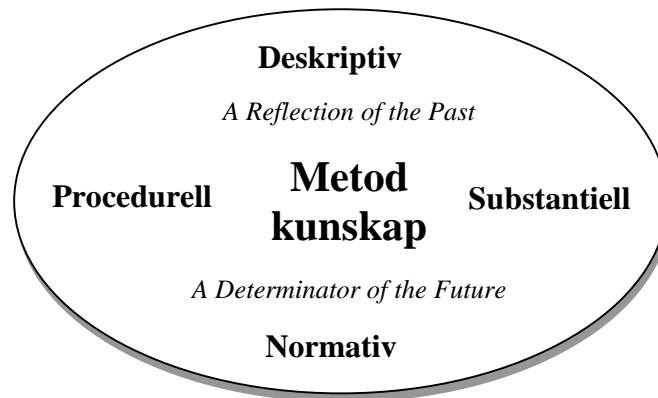 Deskriptiv
A Reflection of the Past
Procedurell
Metod
kunskap
Substantiell
A Determinator of the Future
Normativ